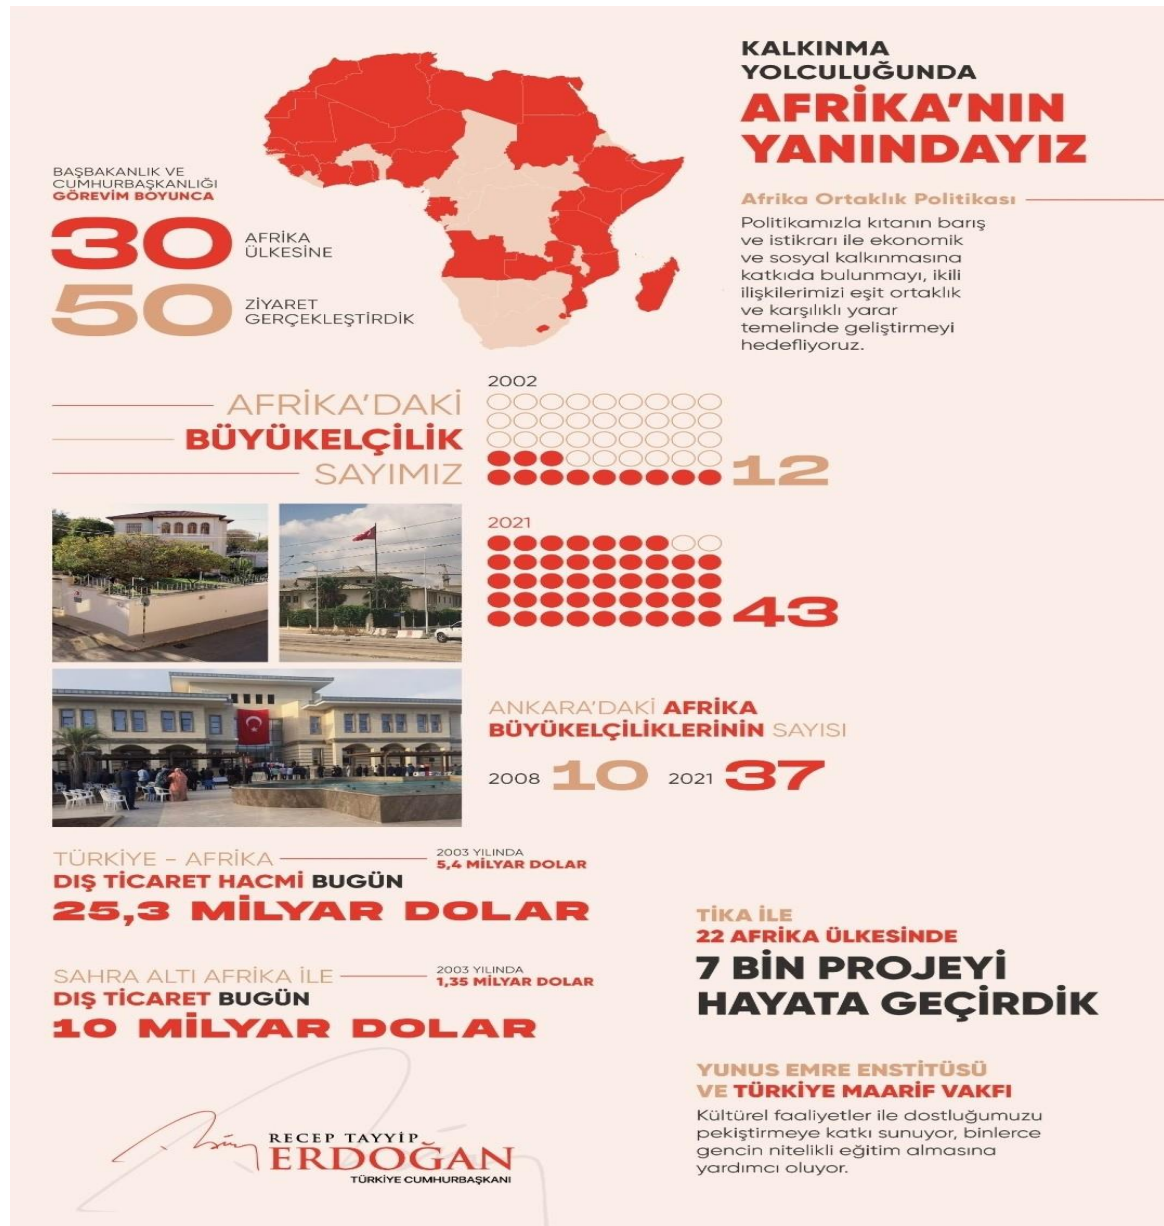 KALKINMA
YOLCULUĞUNDA
AFRİKA'NIN
YANINDAYIZ
BAŞBAKANLIK VE
CUMHURBAŞKANLIĞI
GÖREVİM BOYUNCA
30 AFRİKA
ÜLKESİNE
50 ZİYARET
GERÇEKLEŞTİRDİK
Afrika Ortaklık Politikası
Politikamızla kıtanın barış
ve istikrarı ile ekonomik
ve sosyal kalkınmasına
katkıda bulunmayı, ikili
ilişkilerimizi eşit ortaklık
ve karşılıklı yarar
temelinde geliştirmeyi
hedefliyoruz.
AFRİKA'DAKİ
BÜYÜKELÇİLİK
SAYIMIZ
2002
12
2021
43
ANKARA'DAKİ AFRİKA
BÜYÜKELÇİLİKLERİNİN SAYISI
2008 10 2021 37
TÜRKİYE - AFRİKA
2003 YILINDA
5,4 MİLYAR DOLAR
DIŞ TİCARET HACMİ BUGÜN
25,3 MİLYAR DOLAR
SAHRA ALTI AFRİKA İLE
2003 YILINDA
1,35 MİLYAR DOLAR
DIŞ TİCARET BUGÜN
10 MİLYAR DOLAR
TİKA İLE
22 AFRİKA ÜLKESİNDE
7 BİN PROJEYİ
HAYATA GEÇİRDİK
YUNUS EMRE ENSTİTÜSÜ
VE TÜRKİYE MAARİF VAKFI
Kültürel faaliyetler ile dostluğumuzu
pekiştirmeye katkı sunuyor, binlerce
gencin nitelikli eğitim almasına
yardımcı oluyor.
RECEP TAYYİP
ERDOĞAN
TÜRKİYE CUMHURBAŞKANI